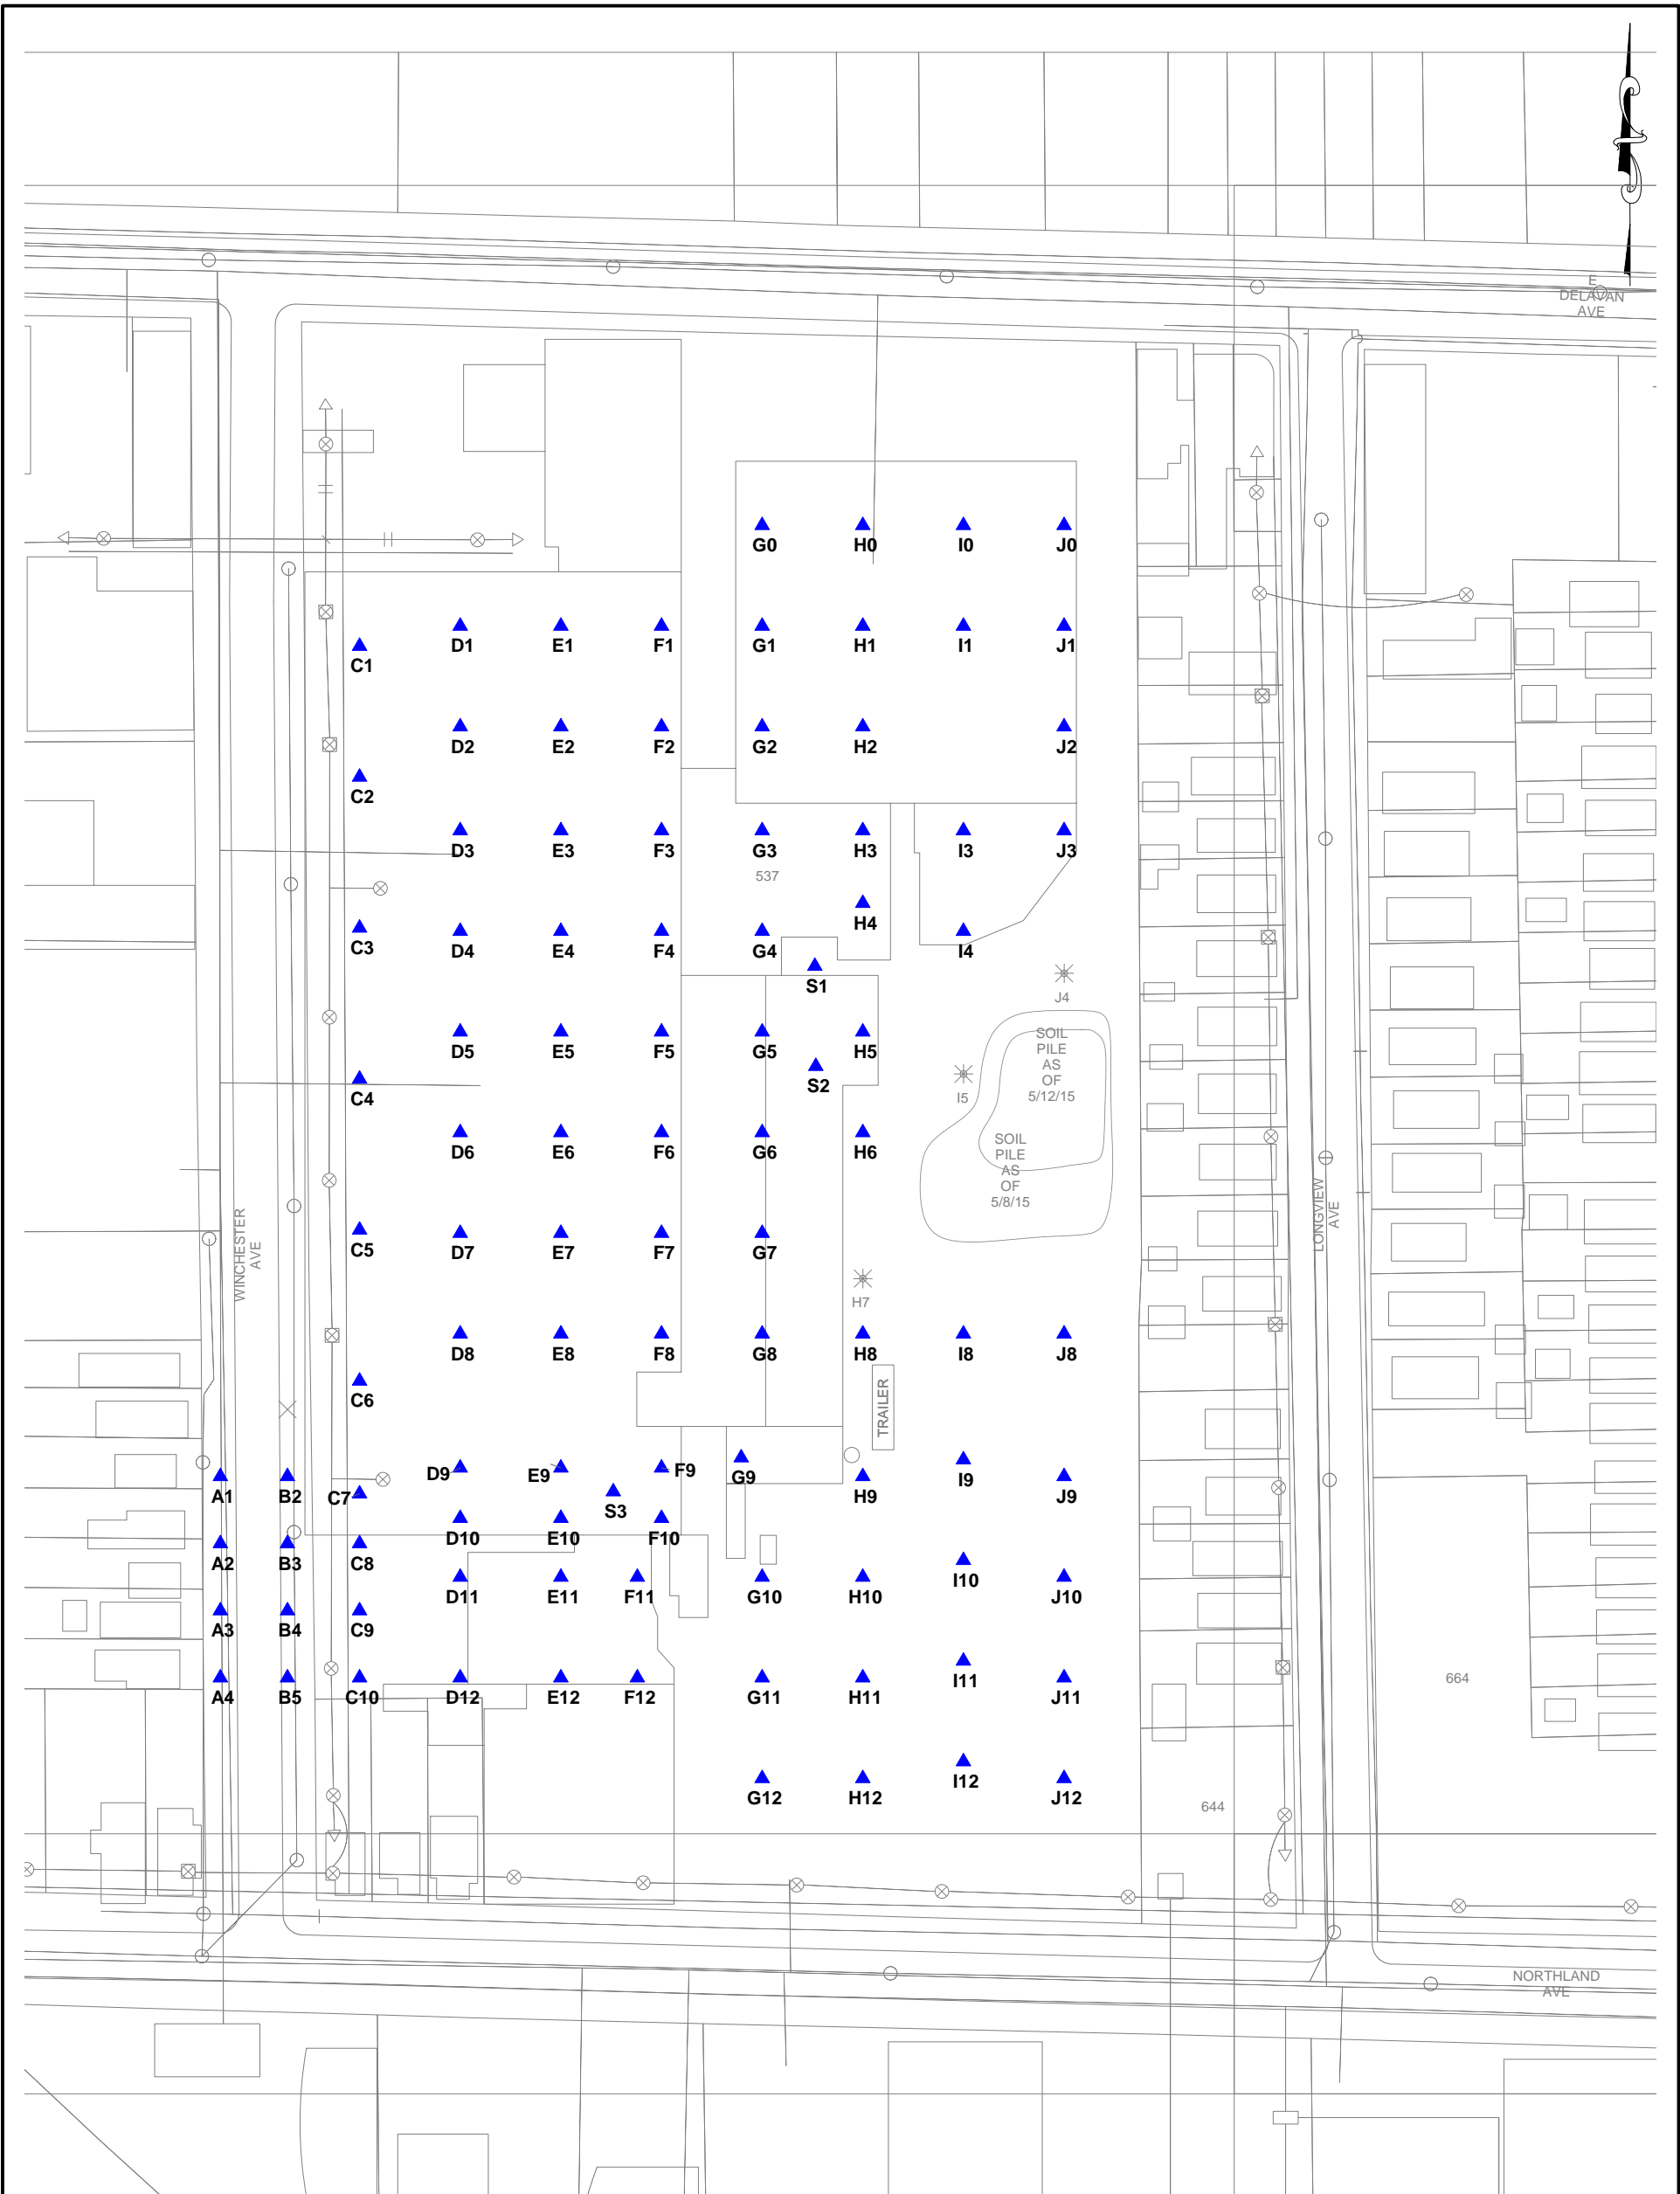 E
DELAVAN
AVE
G0 H0 I0 J0
C1 D1 E1 F1 G1 H1 I1 J1
D2 E2 F2 G2 H2 J2
C2
D3 E3 F3 G3 H3 I3 J3
537
H4
C3 D4 E4 F4 G4 I4
S1
J4
D5 E5 F5 G5 H5
SOIL
PILE
AS
OF
5/12/15
S2
C4
I5
D6 E6 F6 G6 H6
SOIL
PILE
AS
OF
5/8/15
WINCHESTER
AVE
LONGVIEW
AVE
C5 D7 E7 F7 G7
H7
D8 E8 F8 G8 H8 I8 J8
C6
TRAILER
D9 E9 F9 G9 I9
A1 B2 C7 S3 H9 J9
D10 E10 F10
A2 B3 C8
D11 E11 F11 G10 H10 I10 J10
A3 B4 C9
I11
A4 B5 C10 D12 E12 F12 G11 H11 J11
664
I12
G12 H12 J12
644
NORTHLAND
AVE